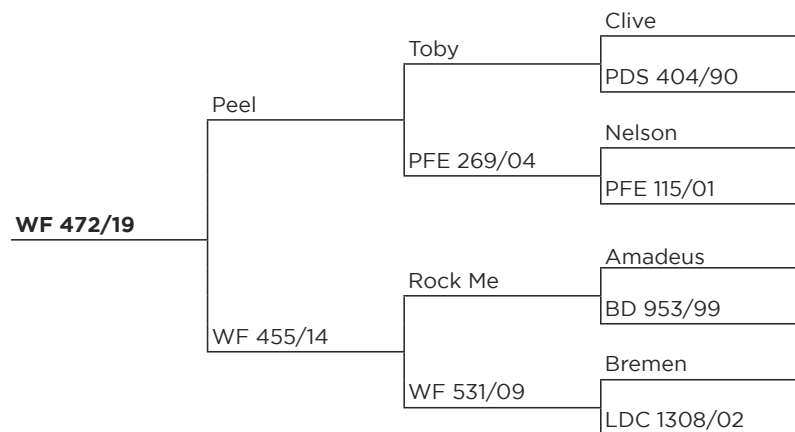 Clive
Toby
PDS 404/90
Peel
Nelson
PFE 269/04
PFE 115/01
WF 472/19
Amadeus
Rock Me
BD 953/99
WF 455/14
Bremen
WF 531/09
LDC 1308/02